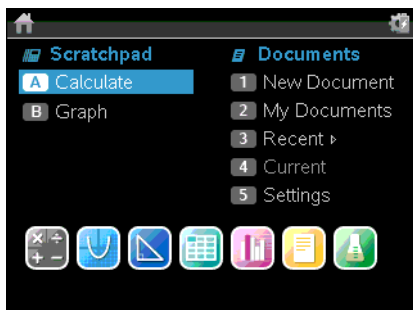 Scratchpad
A Calculate
B Graph
Documents
1 New Document
2 My Documents
3 Recent ▸
4 Current
5 Settings